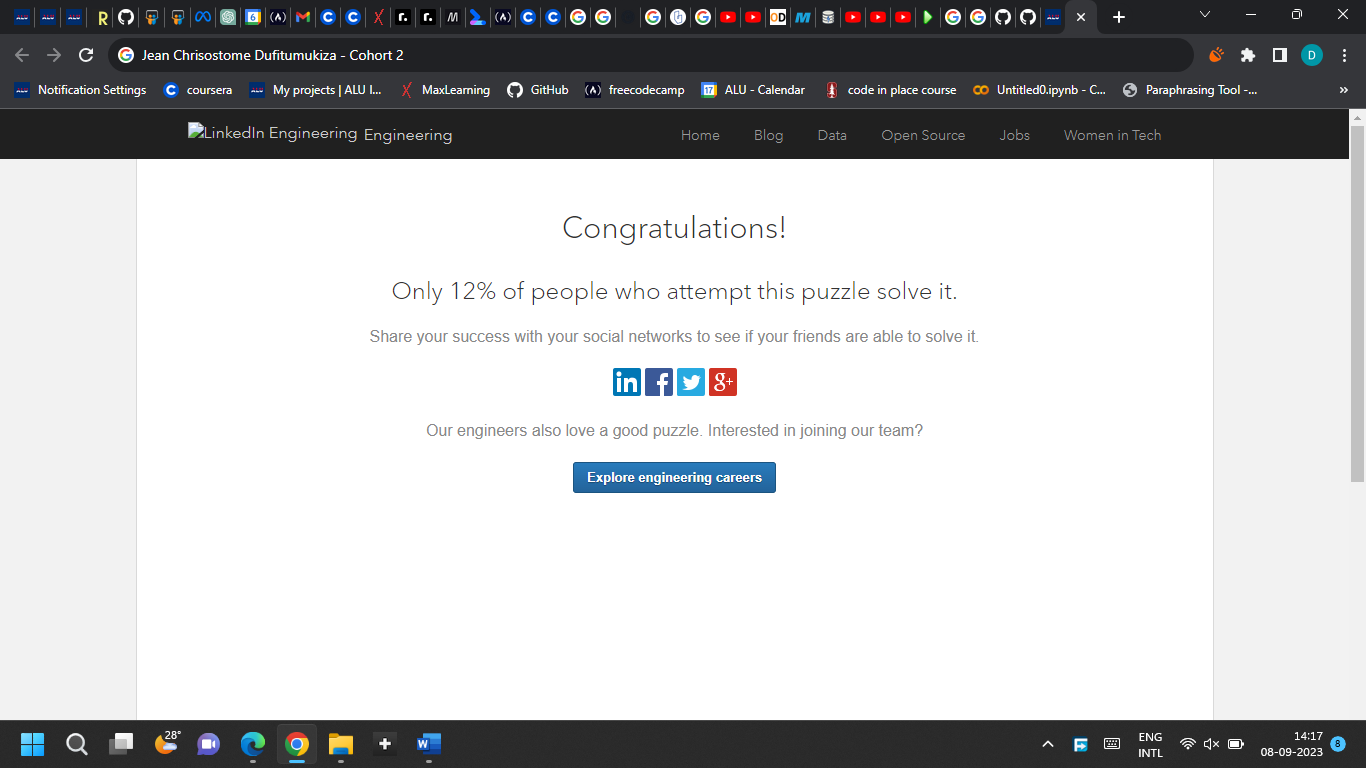 Jean Chrisostome Dufitumukiza - Cohort 2
D
Notification Settings
coursera
My projects | ALU I...
MaxLearning
GitHub
freecodecamp
ALU - Calendar
code in place course
Untitled0.ipynb - C...
Paraphrasing Tool -...
»
LinkedIn Engineering Engineering
Home
Blog
Data
Open Source
Jobs
Women in Tech
Congratulations!
Only 12% of people who attempt this puzzle solve it.
Share your success with your social networks to see if your friends are able to solve it.
in f g+
Our engineers also love a good puzzle. Interested in joining our team?
Explore engineering careers
28°
ENG
INTL
14:17
08-09-2023
8